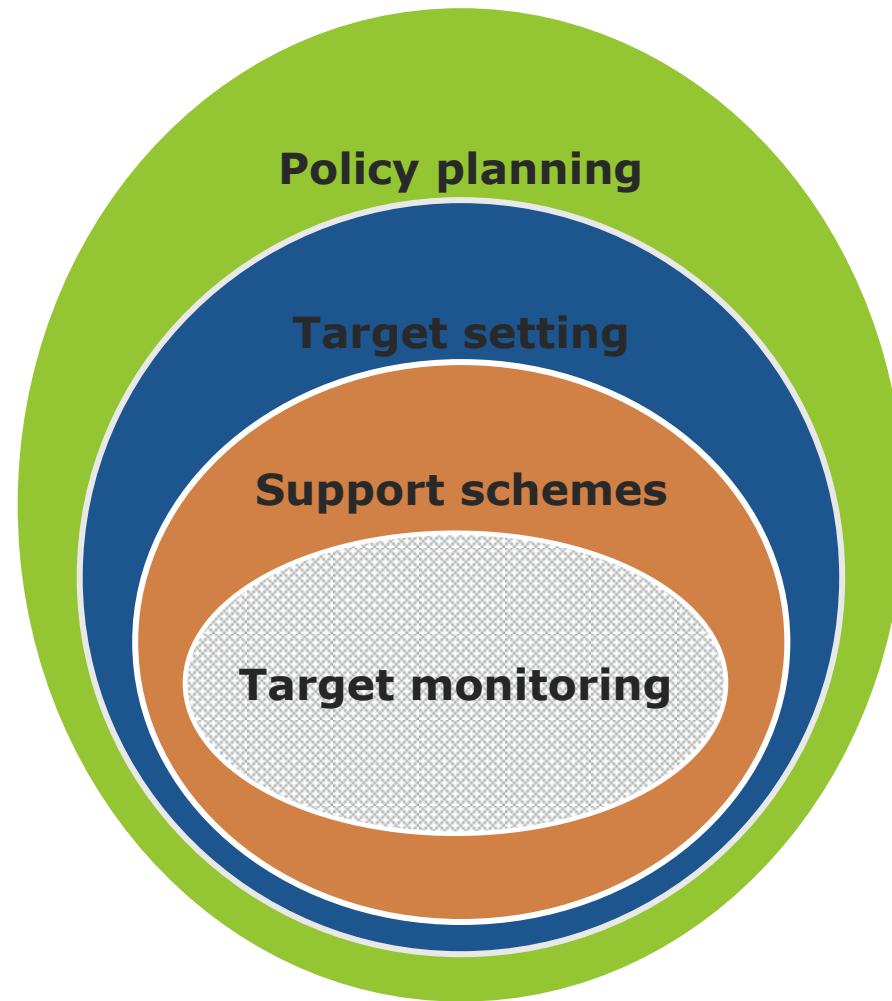 Policy planning
Target setting
Support schemes
Target monitoring